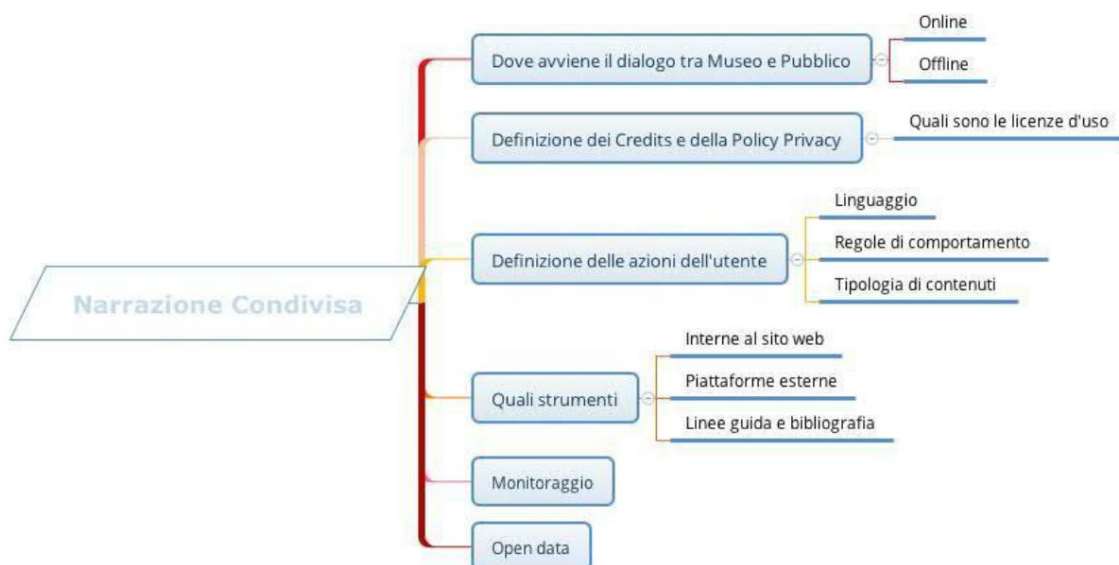 Narrazione Condivisa
Dove avviene il dialogo tra Museo e Pubblico
Online
Offline
Definizione dei Credits e della Policy Privacy
Quali sono le licenze d'uso
Definizione delle azioni dell'utente
Linguaggio
Regole di comportamento
Tipologia di contenuti
Quali strumenti
Interne al sito web
Piattaforme esterne
Linee guida e bibliografia
Monitoraggio
Open data